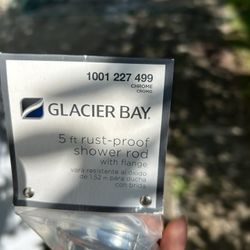 1001 227 499
CHROME
CROMO
GLACIER BAY
5 ft rust-proof
shower rod
with flange
vara resistente al óxido
de 1,52 m para ducha
con brida